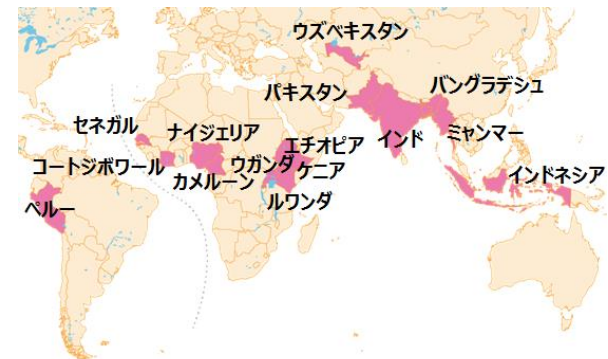 ウズベキスタン
パキスタン
バングラデシュ
セネガル
ナイジェリア
エチオピア
インド
ミャンマー
コートジボワール
ウガンダ
ケニア
カメルーン
インドネシア
ペルー
ルワンダ